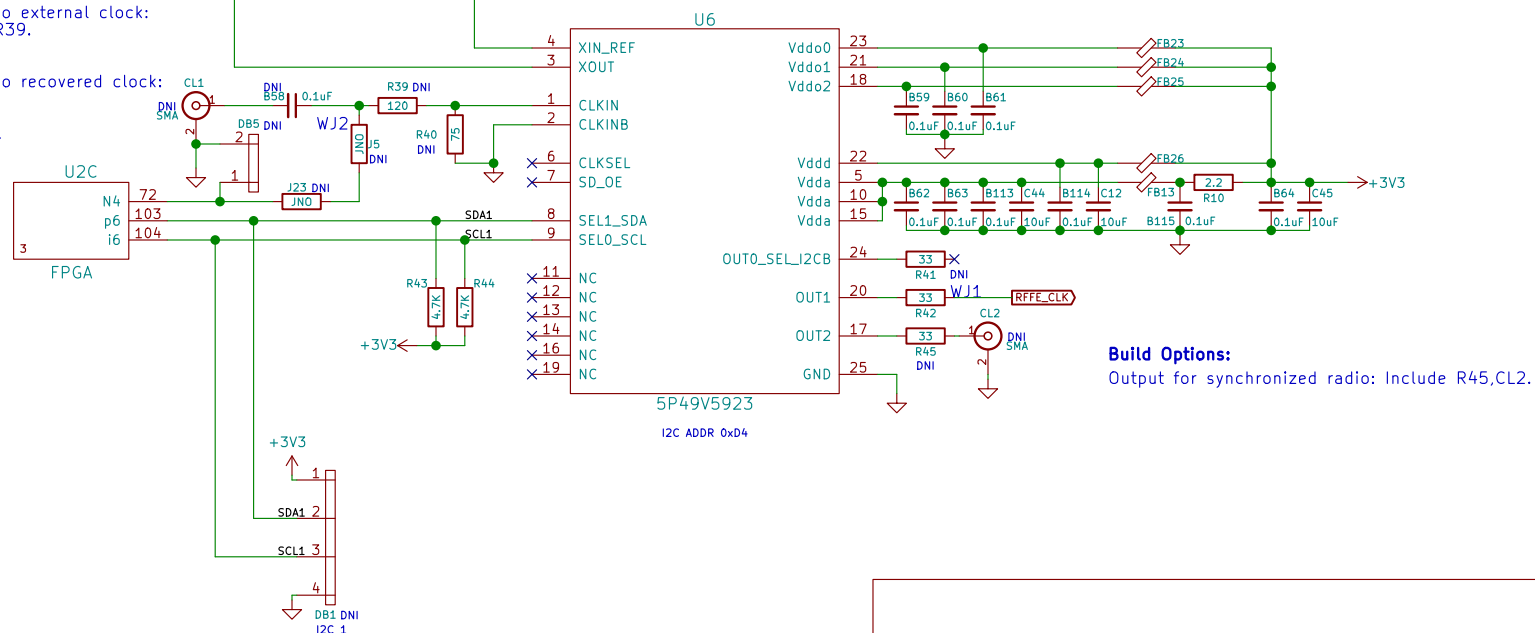 o external clock:
R39.
o recovered clock:
CL1
1
DNI
SMA
2
DNI
B58
0.1uF
R39 DNI
120
WJ2
JNO
J5
DNI
R40
DNI
75
DB5 DNI
2
1
J23 DNI
JNO
U2C
N4 72
p6 103
i6 104
3
FPGA
SDA1
SCL1
R43
4.7K
R44
4.7K
+3V3
U6
4 XIN_REF
3 XOUT
1 CLKIN
2 CLKINB
6 CLKSEL
7 SD_OE
8 SEL1_SDA
9 SEL0_SCL
11 NC
12 NC
13 NC
14 NC
16 NC
19 NC
Vddo0 23
Vddo1 21
Vddo2 18
Vddd 22
Vdda 5
Vdda 10
Vdda 15
OUT0_SEL_I2CB 24
OUT1 20
OUT2 17
GND 25
5P49V5923
I2C ADDR 0xD4
FB23
FB24
FB25
B59
0.1uF
B60
0.1uF
B61
0.1uF
FB26
FB13
2.2
R10
+3V3
B62
0.1uF
B63
0.1uF
B113
0.1uF
C44
10uF
B114
0.1uF
C12
10uF
B115
0.1uF
B64
0.1uF
C45
10uF
33
R41
DNI
33
R42
WJ1
RFFE_CLK
33
R45
DNI
CL2
1
DNI
SMA
2
Build Options:
Output for synchronized radio: Include R45,CL2.
+3V3
1
SDA1 2
SCL1 3
4
DB1 DNI
I2C 1